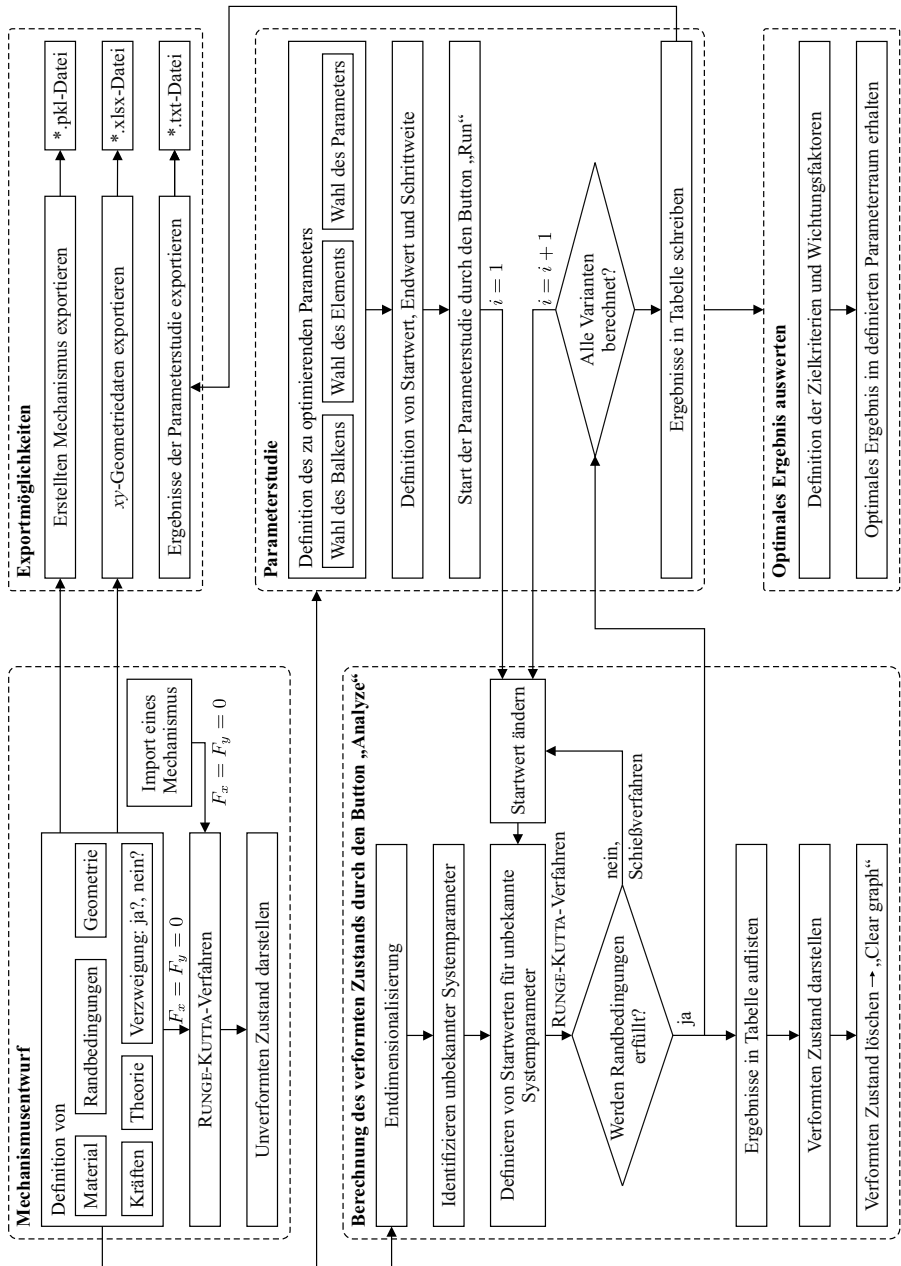 Mechanismusentwurf
Definition von
Material
Randbedingungen
Geometrie
Kräften
Theorie
Verzweigung: ja?, nein?
F_x = F_y = 0
RUNGE-KUTTA-Verfahren
Unverformten Zustand darstellen
Import eines
Mechanismus
F_x = F_y = 0
Exportmöglichkeiten
Erstellten Mechanismus exportieren
*.pkl-Datei
xy-Geometriedaten exportieren
*.xlsx-Datei
Ergebnisse der Parameterstudie exportieren
*.txt-Datei
Berechnung des verformten Zustands durch den Button „Analyze“
Entdimensionalisierung
Identifizieren unbekannter Systemparameter
Definieren von Startwerten für unbekannte
Systemparameter
Startwert ändern
RUNGE-KUTTA-Verfahren
Werden Randbedingungen
erfüllt?
nein,
Schießverfahren
ja
Ergebnisse in Tabelle auflisten
Verformten Zustand darstellen
Verformten Zustand löschen → „Clear graph“
Parameterstudie
Definition des zu optimierenden Parameters
Wahl des Balkens
Wahl des Elements
Wahl des Parameters
Definition von Startwert, Endwert und Schrittweite
Start der Parameterstudie durch den Button „Run“
i = 1
i = i + 1
Alle Varianten
berechnet?
Ergebnisse in Tabelle schreiben
Optimales Ergebnis auswerten
Definition der Zielkriterien und Wichtungsfaktoren
Optimales Ergebnis im definierten Parameterraum erhalten